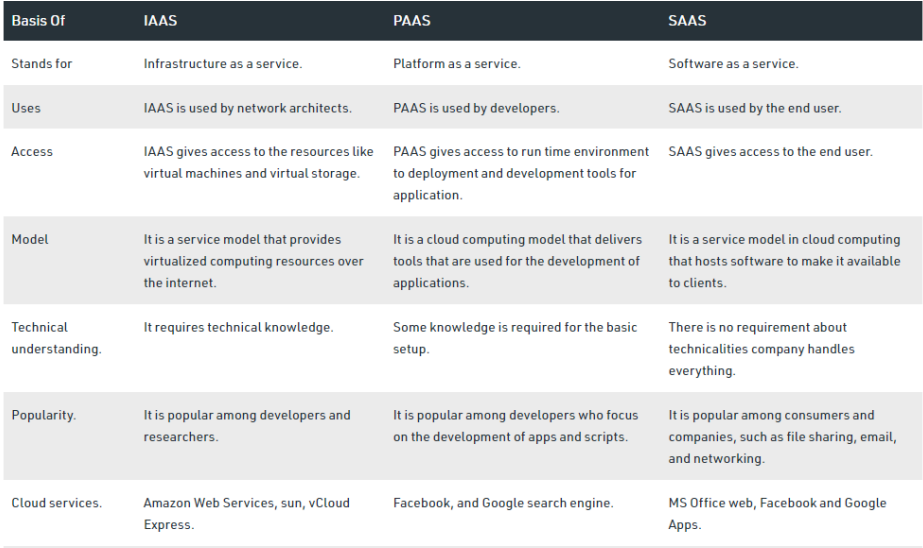 Basis Of IAAS PAAS SAAS
Stands for Infrastructure as a service. Platform as a service. Software as a service.
Uses IAAS is used by network architects. PAAS is used by developers. SAAS is used by the end user.
Access IAAS gives access to the resources like PAAS gives access to run time environment SAAS gives access to the end user.
virtual machines and virtual storage. to deployment and development tools for
application.
Model It is a service model that provides It is a cloud computing model that delivers It is a service model in cloud computing
virtualized computing resources over tools that are used for the development of that hosts software to make it available
the internet. applications. to clients.
Technical It requires technical knowledge. Some knowledge is required for the basic There is no requirement about
understanding. setup. technicalities company handles
everything.
Popularity. It is popular among developers and It is popular among developers who focus It is popular among consumers and
researchers. on the development of apps and scripts. companies, such as file sharing, email,
and networking.
Cloud services. Amazon Web Services, sun, vCloud Facebook, and Google search engine. MS Office web, Facebook and Google
Express. Apps.